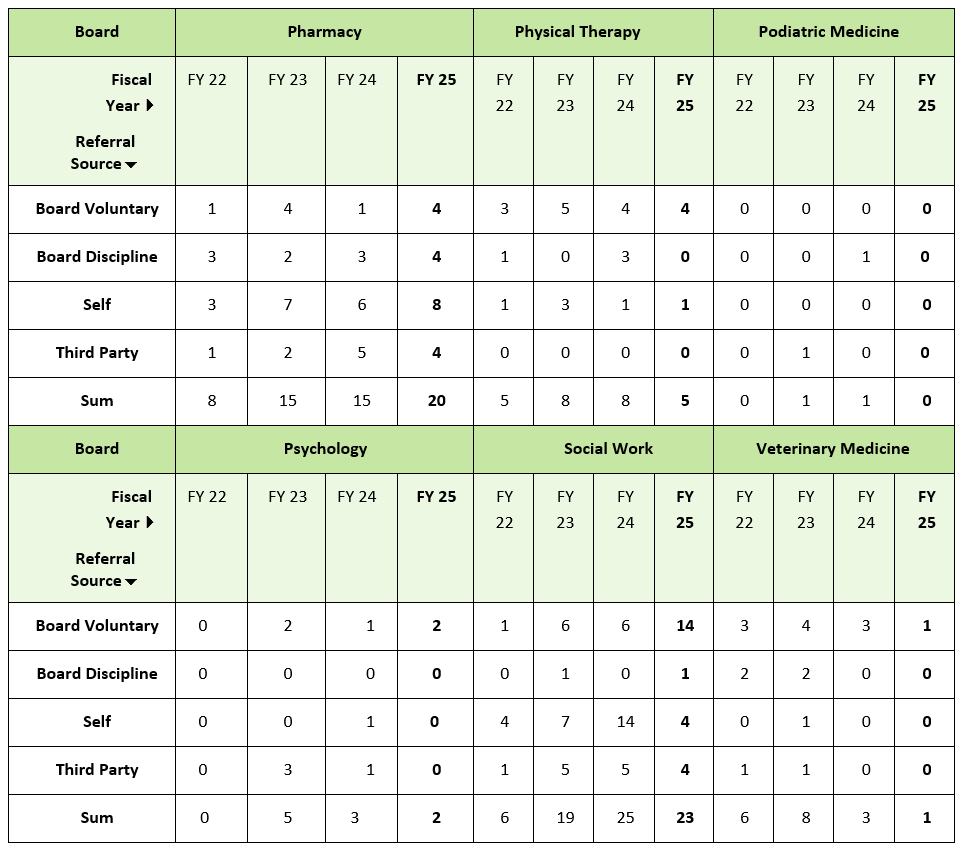 Board Pharmacy Physical Therapy Podiatric Medicine
Fiscal Year Referral Source FY 22 FY 23 FY 24 FY 25 FY 22 FY 23 FY 24 FY 25 FY 22 FY 23 FY 24 FY 25
Board Voluntary 1 4 1 4 3 5 4 4 0 0 0 0
Board Discipline 3 2 3 4 1 0 3 0 0 0 1 0
Self 3 7 6 8 1 3 1 1 0 0 0 0
Third Party 1 2 5 4 0 0 0 0 0 1 0 0
Sum 8 15 15 20 5 8 8 5 0 1 1 0
Board Psychology Social Work Veterinary Medicine
Fiscal Year Referral Source FY 22 FY 23 FY 24 FY 25 FY 22 FY 23 FY 24 FY 25 FY 22 FY 23 FY 24 FY 25
Board Voluntary 0 2 1 2 1 6 6 14 3 4 3 1
Board Discipline 0 0 0 0 0 1 0 1 2 2 0 0
Self 0 0 1 0 4 7 14 4 0 1 0 0
Third Party 0 3 1 0 1 5 5 4 1 1 0 0
Sum 0 5 3 2 6 19 25 23 6 8 3 1